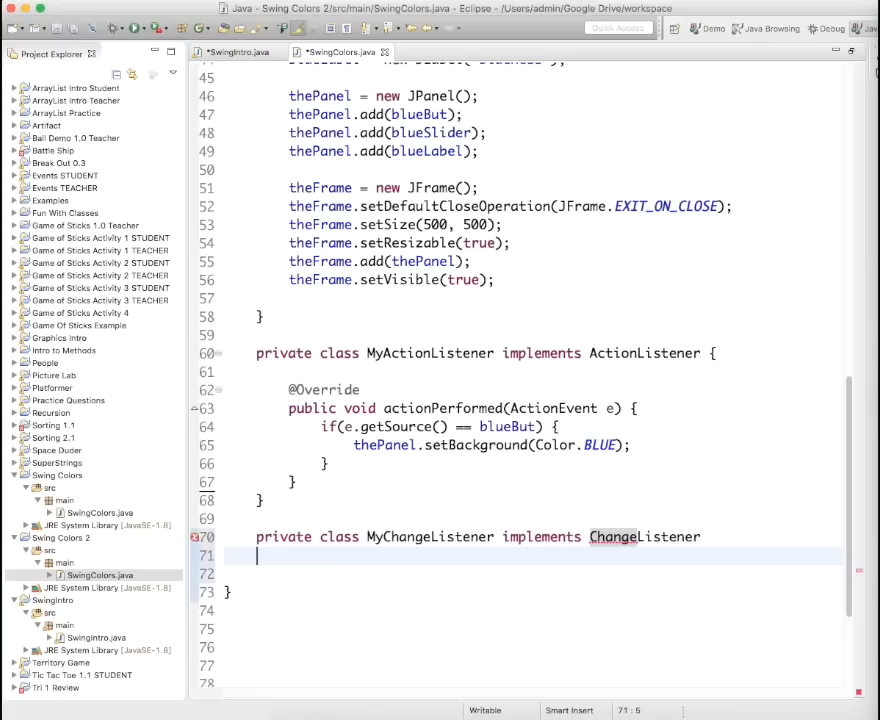 Java - Swing Colors 2/src/main/SwingColors.java - Eclipse - /Users/admin/Google Drive/workspace
Quick Access
Demo
Java Browsing
Debug
Jav
Project Explorer
*SwingIntro.java
*SwingColors.java
ArrayList Intro Student
ArrayList Intro Teacher
ArrayList Practice
Artifact
Ball Demo 1.0 Teacher
Battle Ship
Break Out 0.3
Events STUDENT
Events TEACHER
Examples
Fun With Classes
Game of Sticks 1.0 Teacher
Game of Sticks Activity 1 STUDENT
Game of Sticks Activity 1 TEACHER
Game of Sticks Activity 2 STUDENT
Game of Sticks Activity 2 TEACHER
Game of Sticks Activity 3 STUDENT
Game of Sticks Activity 3 TEACHER
Game of Sticks Activity 4
Game Of Sticks Example
Graphics Intro
Intro to Methods
People
Picture Lab
Platformer
Practice Questions
Recursion
Sorting 1.1
Sorting 2.1
Space Duder
SuperStrings
Swing Colors
src
main
SwingColors.java
JRE System Library [JavaSE-1.8]
Swing Colors 2
src
main
SwingColors.java
JRE System Library [JavaSE-1.8]
SwingIntro
src
main
SwingIntro.java
JRE System Library [JavaSE-1.8]
Territory Game
Tic Tac Toe 1.1 STUDENT
Tri 1 Review
45
46 thePanel = new JPanel();
47 thePanel.add(blueBut);
48 thePanel.add(blueSlider);
49 thePanel.add(blueLabel);
50
51 theFrame = new JFrame();
52 theFrame.setDefaultCloseOperation(JFrame.EXIT_ON_CLOSE);
53 theFrame.setSize(500, 500);
54 theFrame.setResizable(true);
55 theFrame.add(thePanel);
56 theFrame.setVisible(true);
57
58 }
59
60 private class MyActionListener implements ActionListener {
61
62 @Override
63 public void actionPerformed(ActionEvent e) {
64 if(e.getSource() == blueBut) {
65 thePanel.setBackground(Color.BLUE);
66 }
67 }
68 }
69
70 private class MyChangeListener implements ChangeListener
71
72
73 }
74
75
76
77
78
Writable
Smart Insert
71 : 5